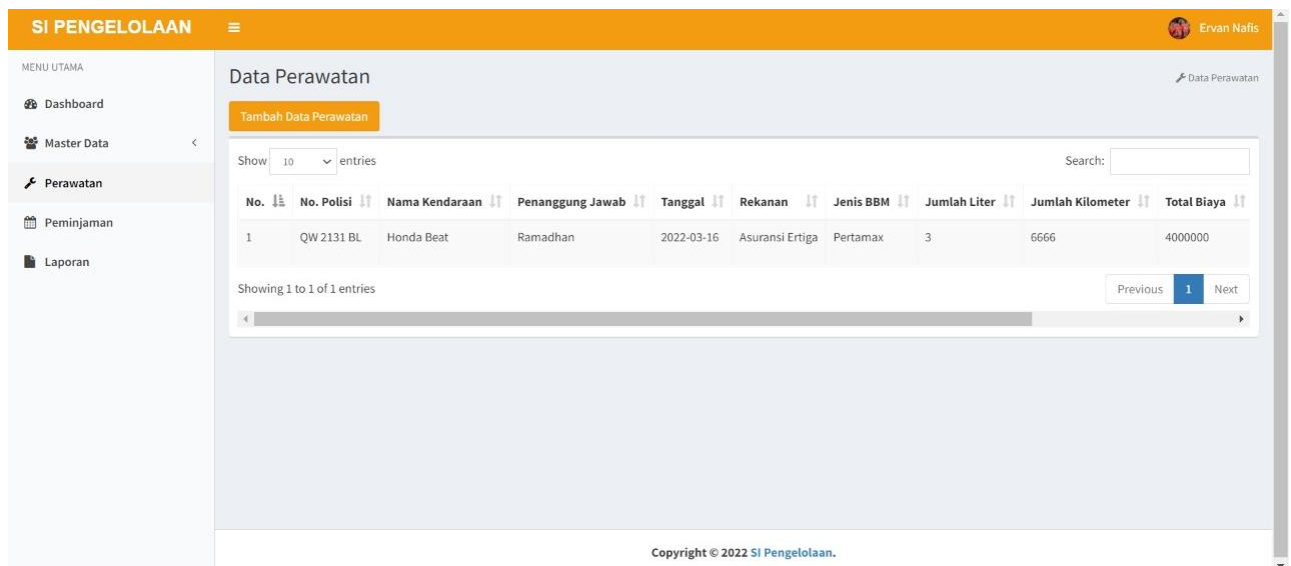 SI PENGELOLAAN
Ervan Nafis
MENU UTAMA
Dashboard
Master Data
Perawatan
Peminjaman
Laporan
Data Perawatan
Data Perawatan
Tambah Data Perawatan
Show 10 entries Search:
No. No. Polisi Nama Kendaraan Penanggung Jawab Tanggal Rekanan Jenis BBM Jumlah Liter Jumlah Kilometer Total Biaya
1 QW 2131 BL Honda Beat Ramadhan 2022-03-16 Asuransi Ertiga Pertamax 3 6666 4000000
Showing 1 to 1 of 1 entries Previous 1 Next
Copyright © 2022 SI Pengelolaan.